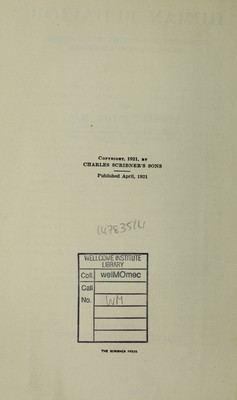 COPYRIGHT, 1921, BY
CHARLES SCRIBNER'S SONS
Published April, 1921
WELLCOME INSTITUTE
LIBRARY
Coll. welMOmec
Call
No. WM
THE SCRIBNER PRESS